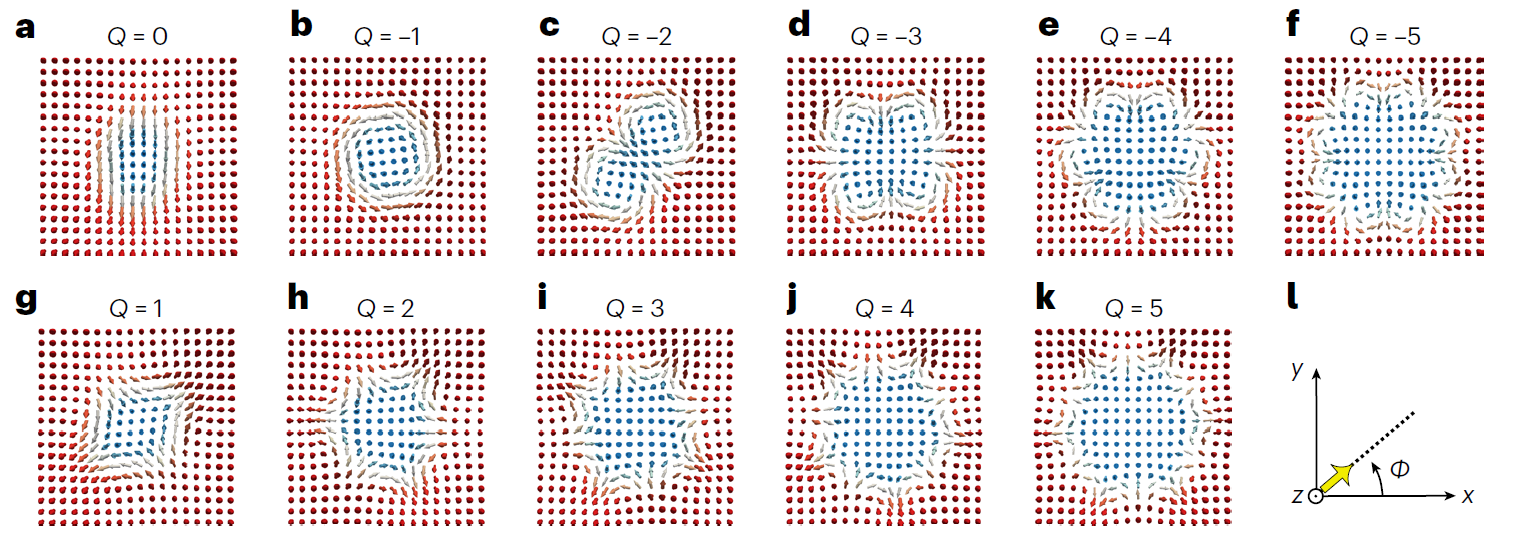 a
Q = 0
b
Q = –1
c
Q = –2
d
Q = –3
e
Q = –4
f
Q = –5
g
Q = 1
h
Q = 2
i
Q = 3
j
Q = 4
k
Q = 5
l
y
Φ
z
x